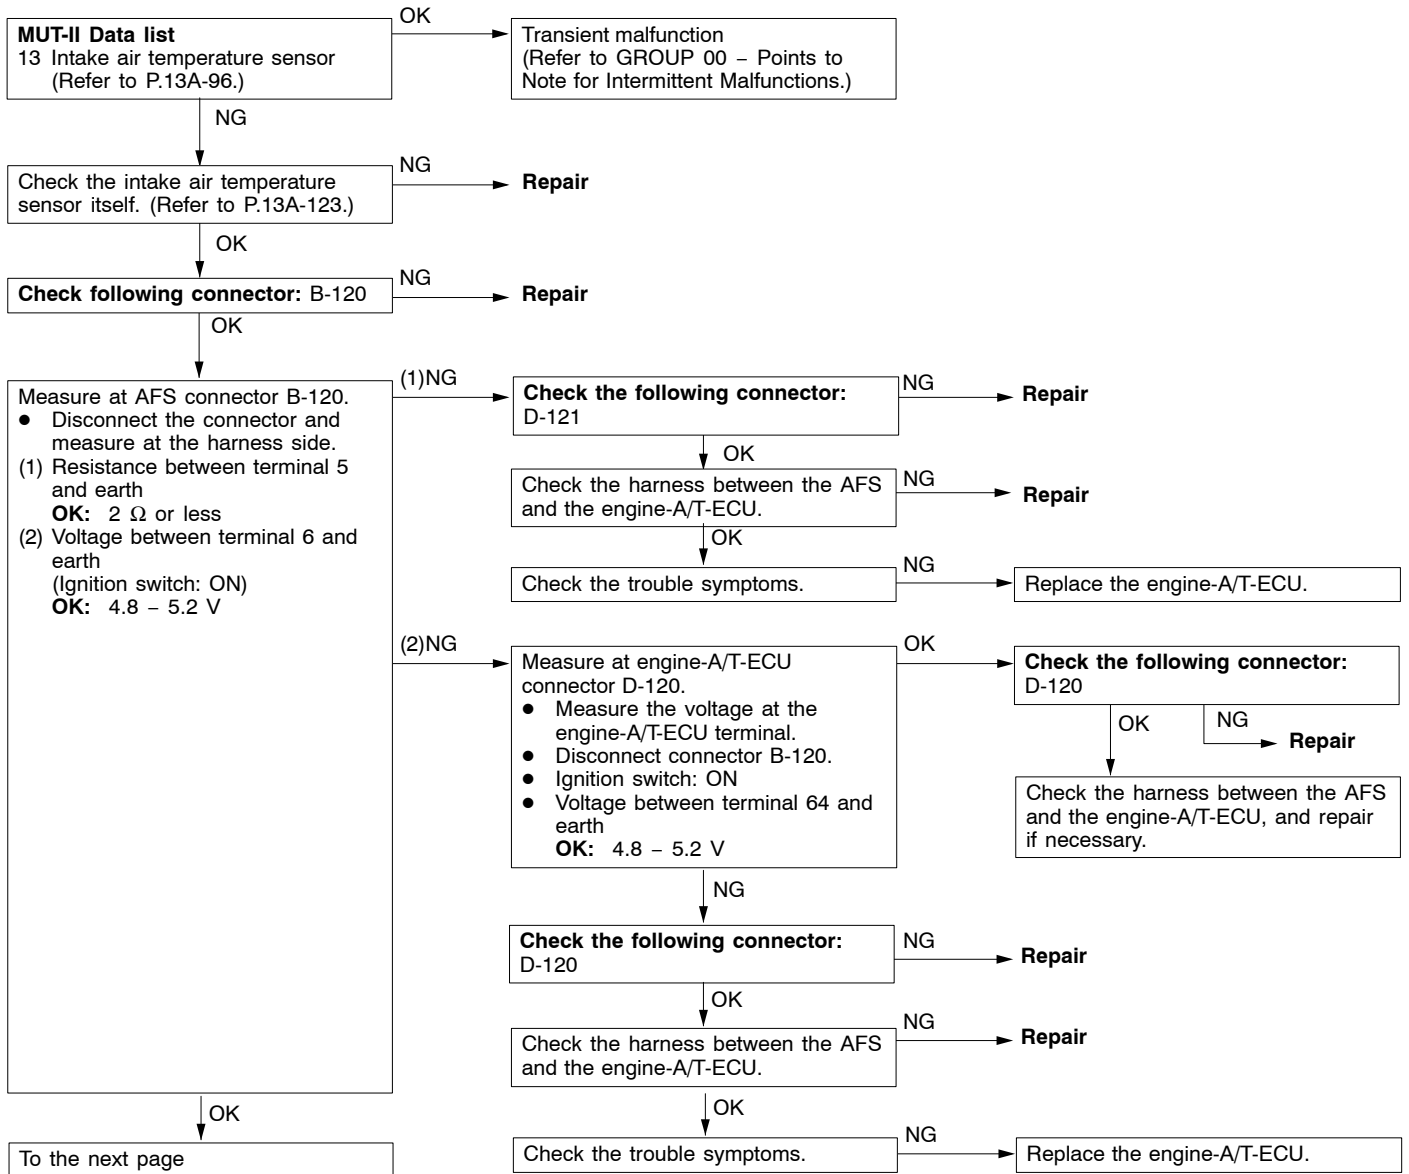 MUT-II Data list
13 Intake air temperature sensor
(Refer to P.13A-96.)
OK
Transient malfunction
(Refer to GROUP 00 – Points to
Note for Intermittent Malfunctions.)
NG
Check the intake air temperature
sensor itself. (Refer to P.13A-123.)
NG
Repair
OK
Check following connector: B-120
NG
Repair
OK
Measure at AFS connector B-120.
● Disconnect the connector and
measure at the harness side.
(1) Resistance between terminal 5
and earth
OK: 2 Ω or less
(2) Voltage between terminal 6 and
earth
(Ignition switch: ON)
OK: 4.8 – 5.2 V
(1)NG
Check the following connector:
D-121
NG
Repair
OK
Check the harness between the AFS
and the engine-A/T-ECU.
NG
Repair
OK
Check the trouble symptoms.
NG
Replace the engine-A/T-ECU.
(2)NG
Measure at engine-A/T-ECU
connector D-120.
● Measure the voltage at the
engine-A/T-ECU terminal.
● Disconnect connector B-120.
● Ignition switch: ON
● Voltage between terminal 64 and
earth
OK: 4.8 – 5.2 V
OK
Check the following connector:
D-120
OK
NG
Repair
Check the harness between the AFS
and the engine-A/T-ECU, and repair
if necessary.
NG
Check the following connector:
D-120
NG
Repair
OK
Check the harness between the AFS
and the engine-A/T-ECU.
NG
Repair
OK
Check the trouble symptoms.
NG
Replace the engine-A/T-ECU.
OK
To the next page